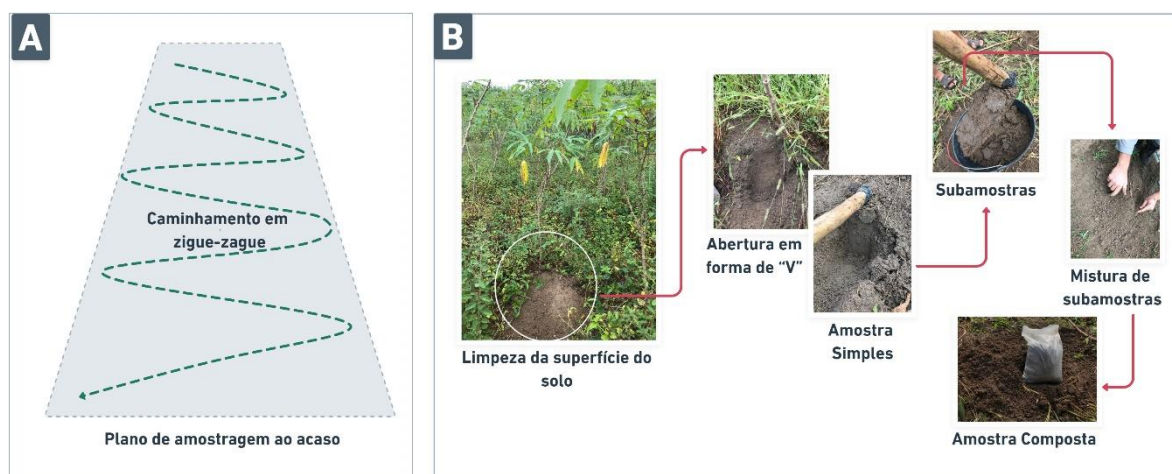 A
Caminhamento em
zigue-zague
Plano de amostragem ao acaso
B
Limpeza da superfície do
solo
Abertura em
forma de “V”
Amostra
Simples
Subamostras
Mistura de
subamostras
Amostra Composta